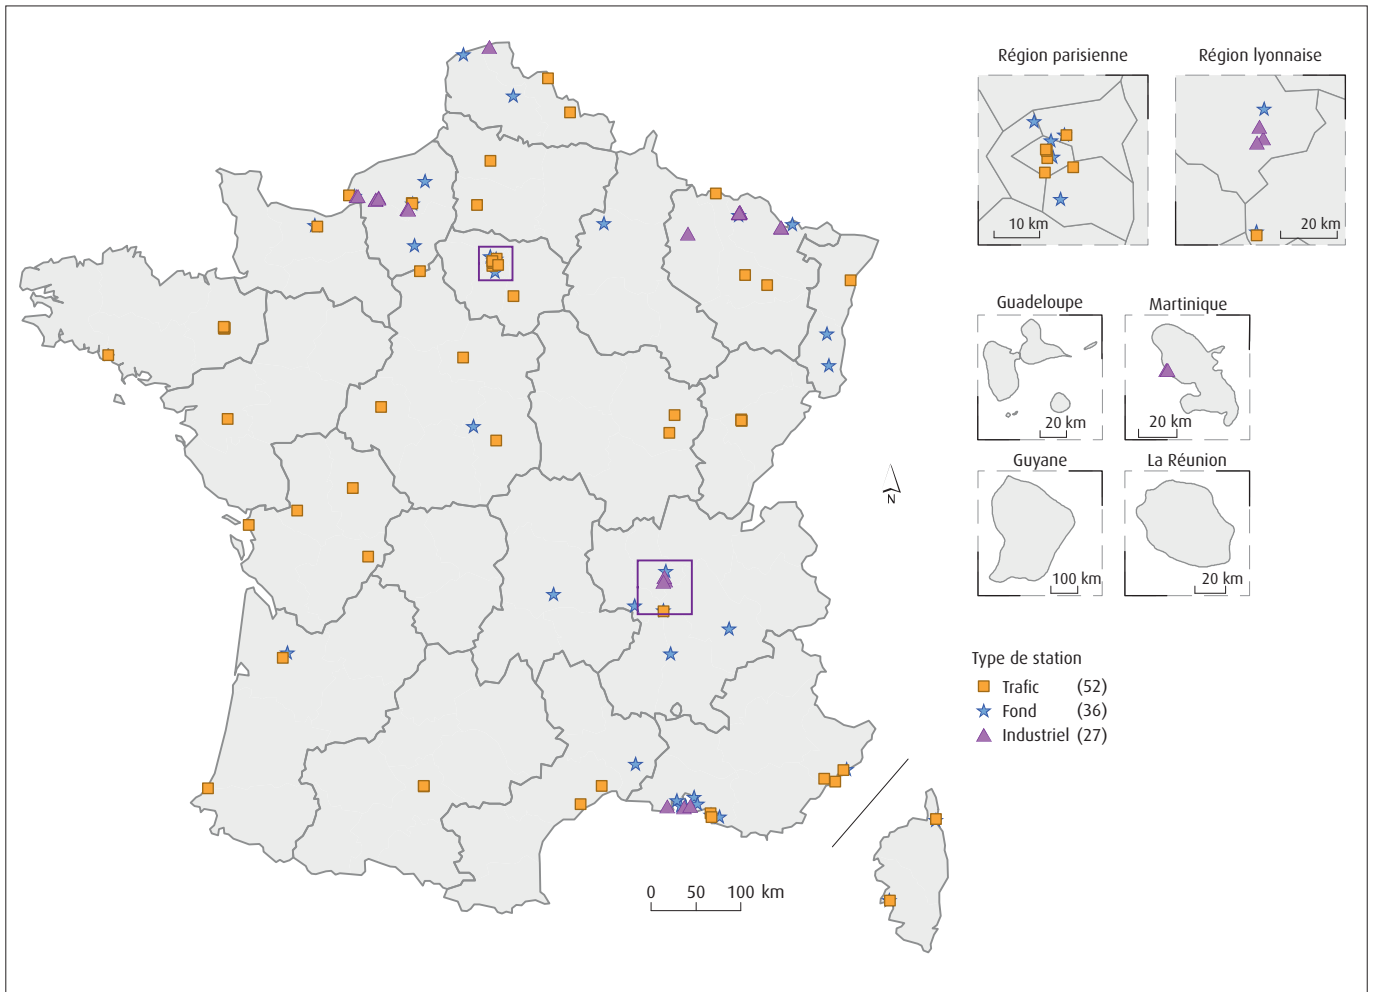 Région parisienne
Région lyonnaise
10 km
20 km
Guadeloupe
Martinique
20 km
20 km
Guyane
La Réunion
100 km
20 km
N
Type de station
Trafic (52)
Fond (36)
Industriel (27)
0 50 100 km